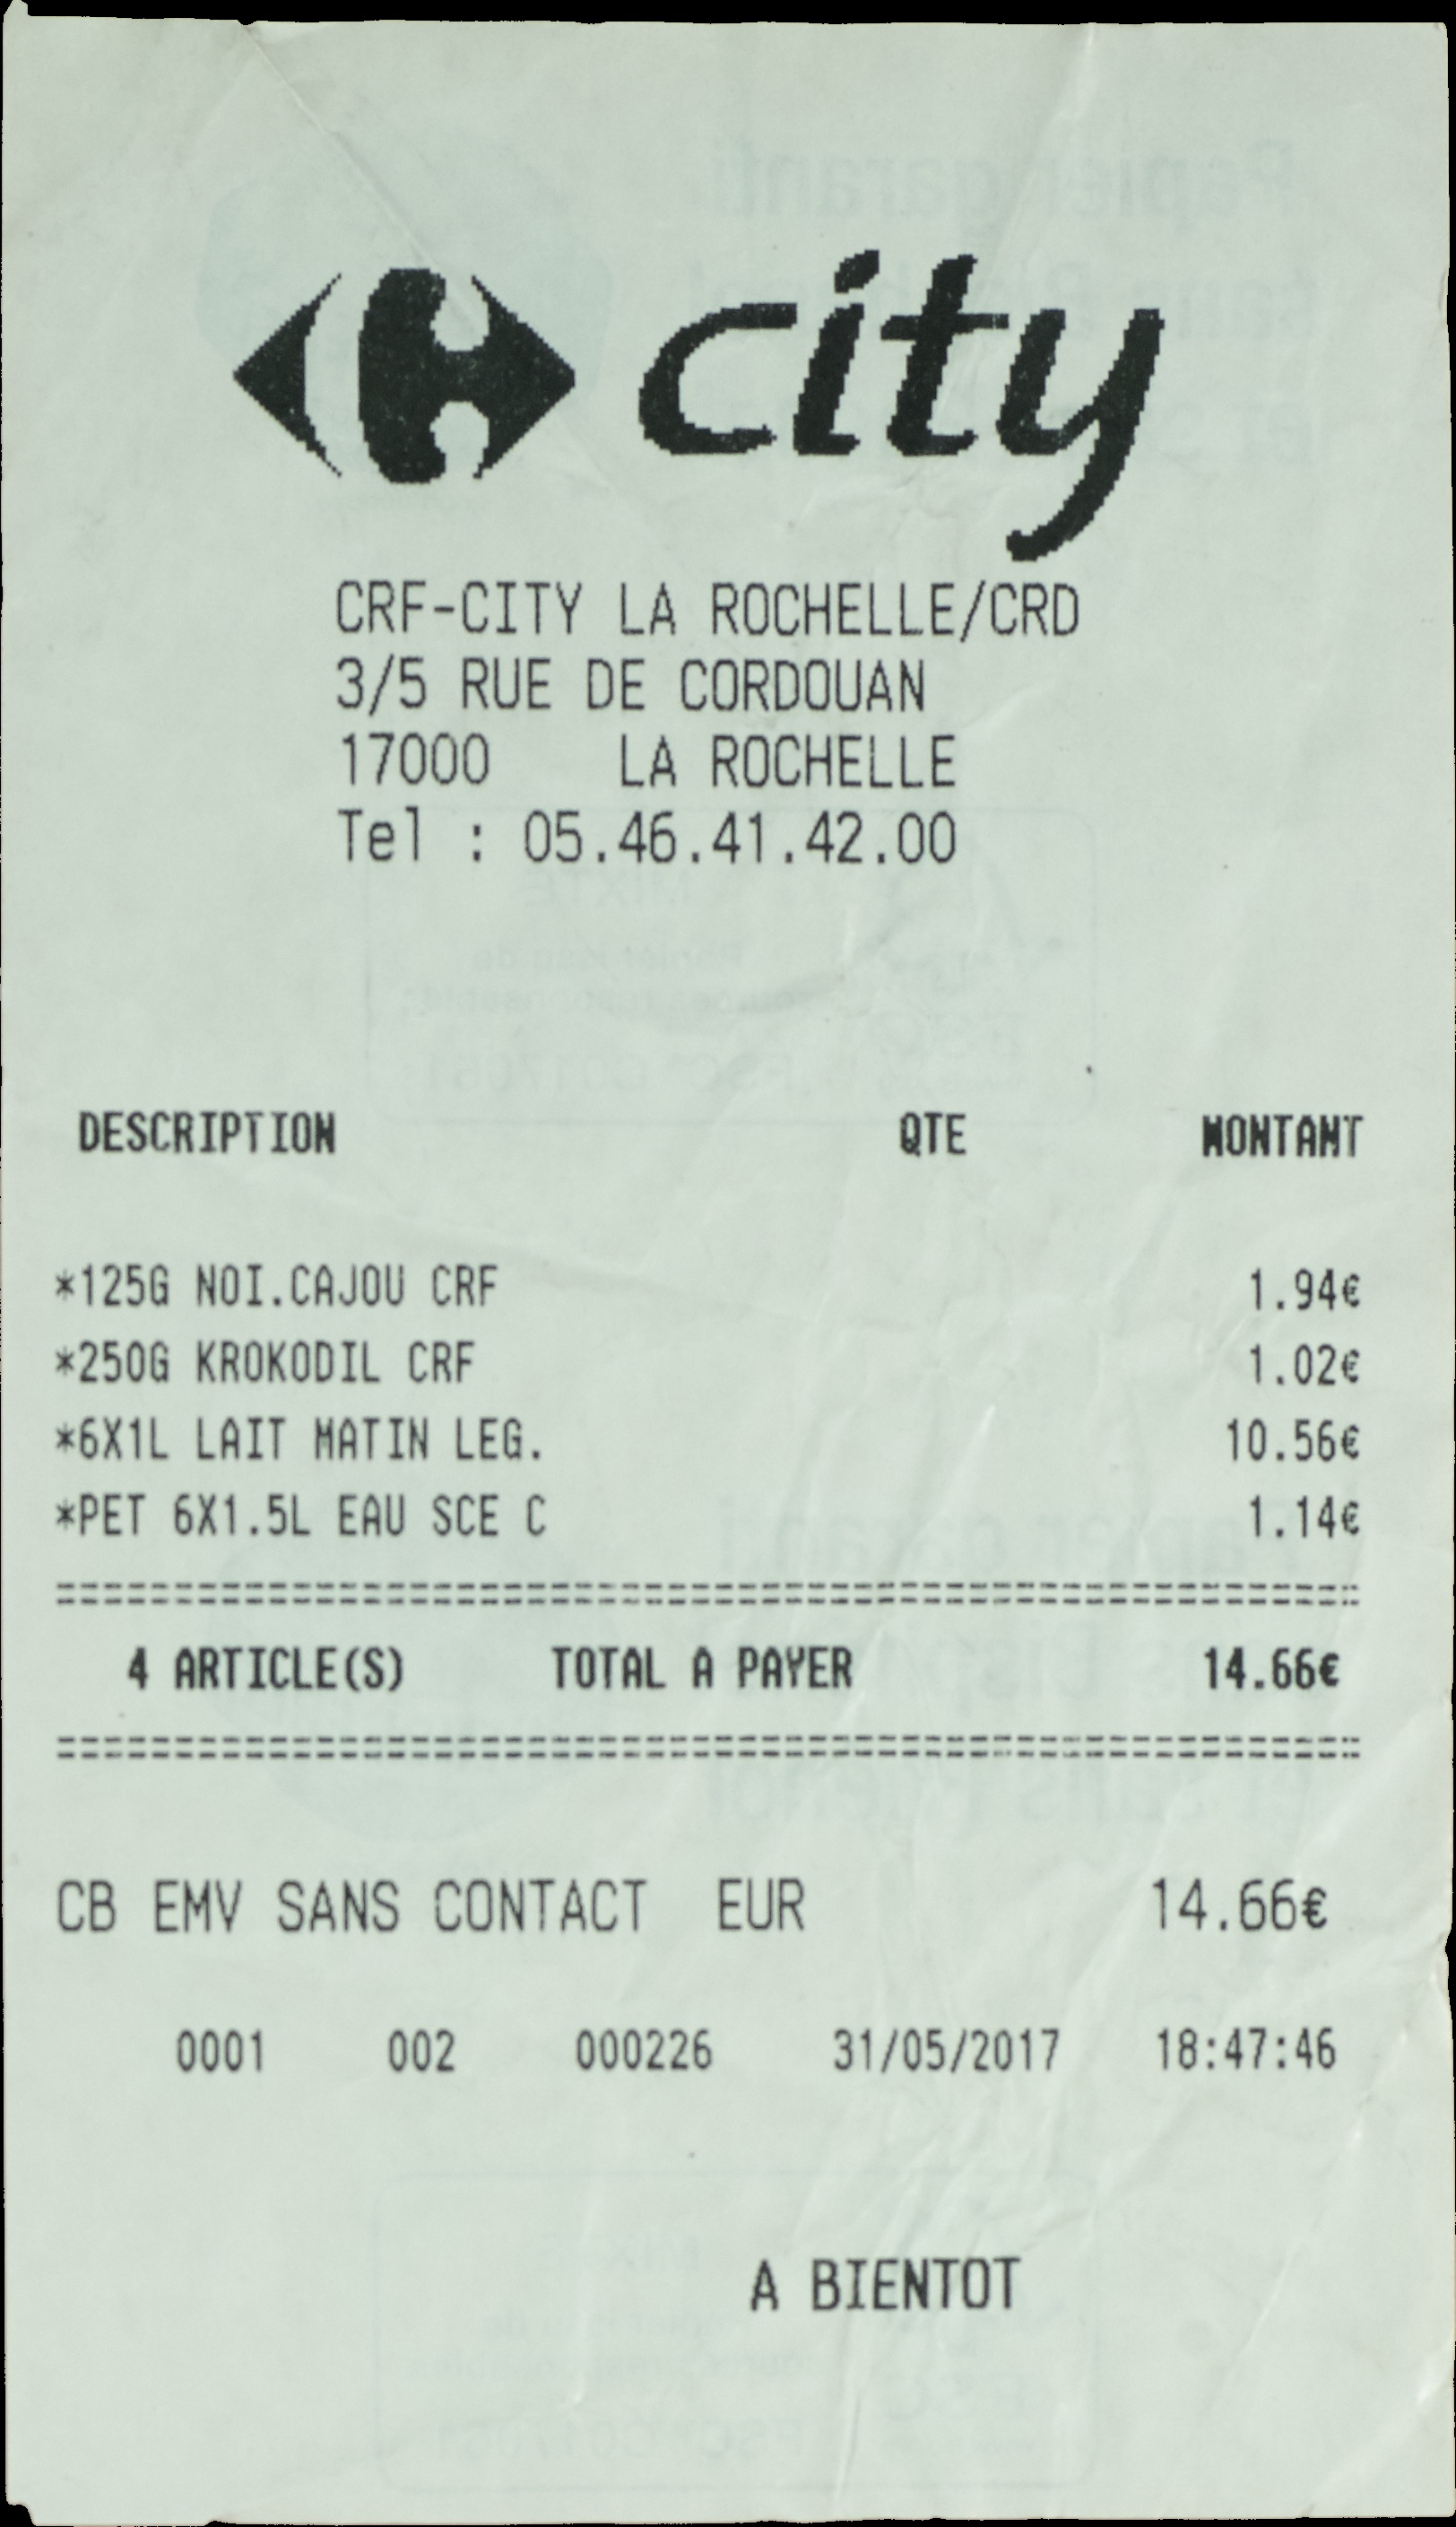 city
CRF-CITY LA ROCHELLE/CRD
3/5 RUE DE CORDOUAN
17000 LA ROCHELLE
Tel : 05.46.41.42.00
DESCRIPTION QTE MONTANT
*125G NOI.CAJOU CRF 1.94€
*250G KROKODIL CRF 1.02€
*6X1L LAIT MATIN LEG. 10.56€
*PET 6X1.5L EAU SCE C 1.14€
4 ARTICLE(S) TOTAL A PAYER 14.66€
CB EMV SANS CONTACT EUR 14.66€
0001 002 000226 31/05/2017 18:47:46
A BIENTOT